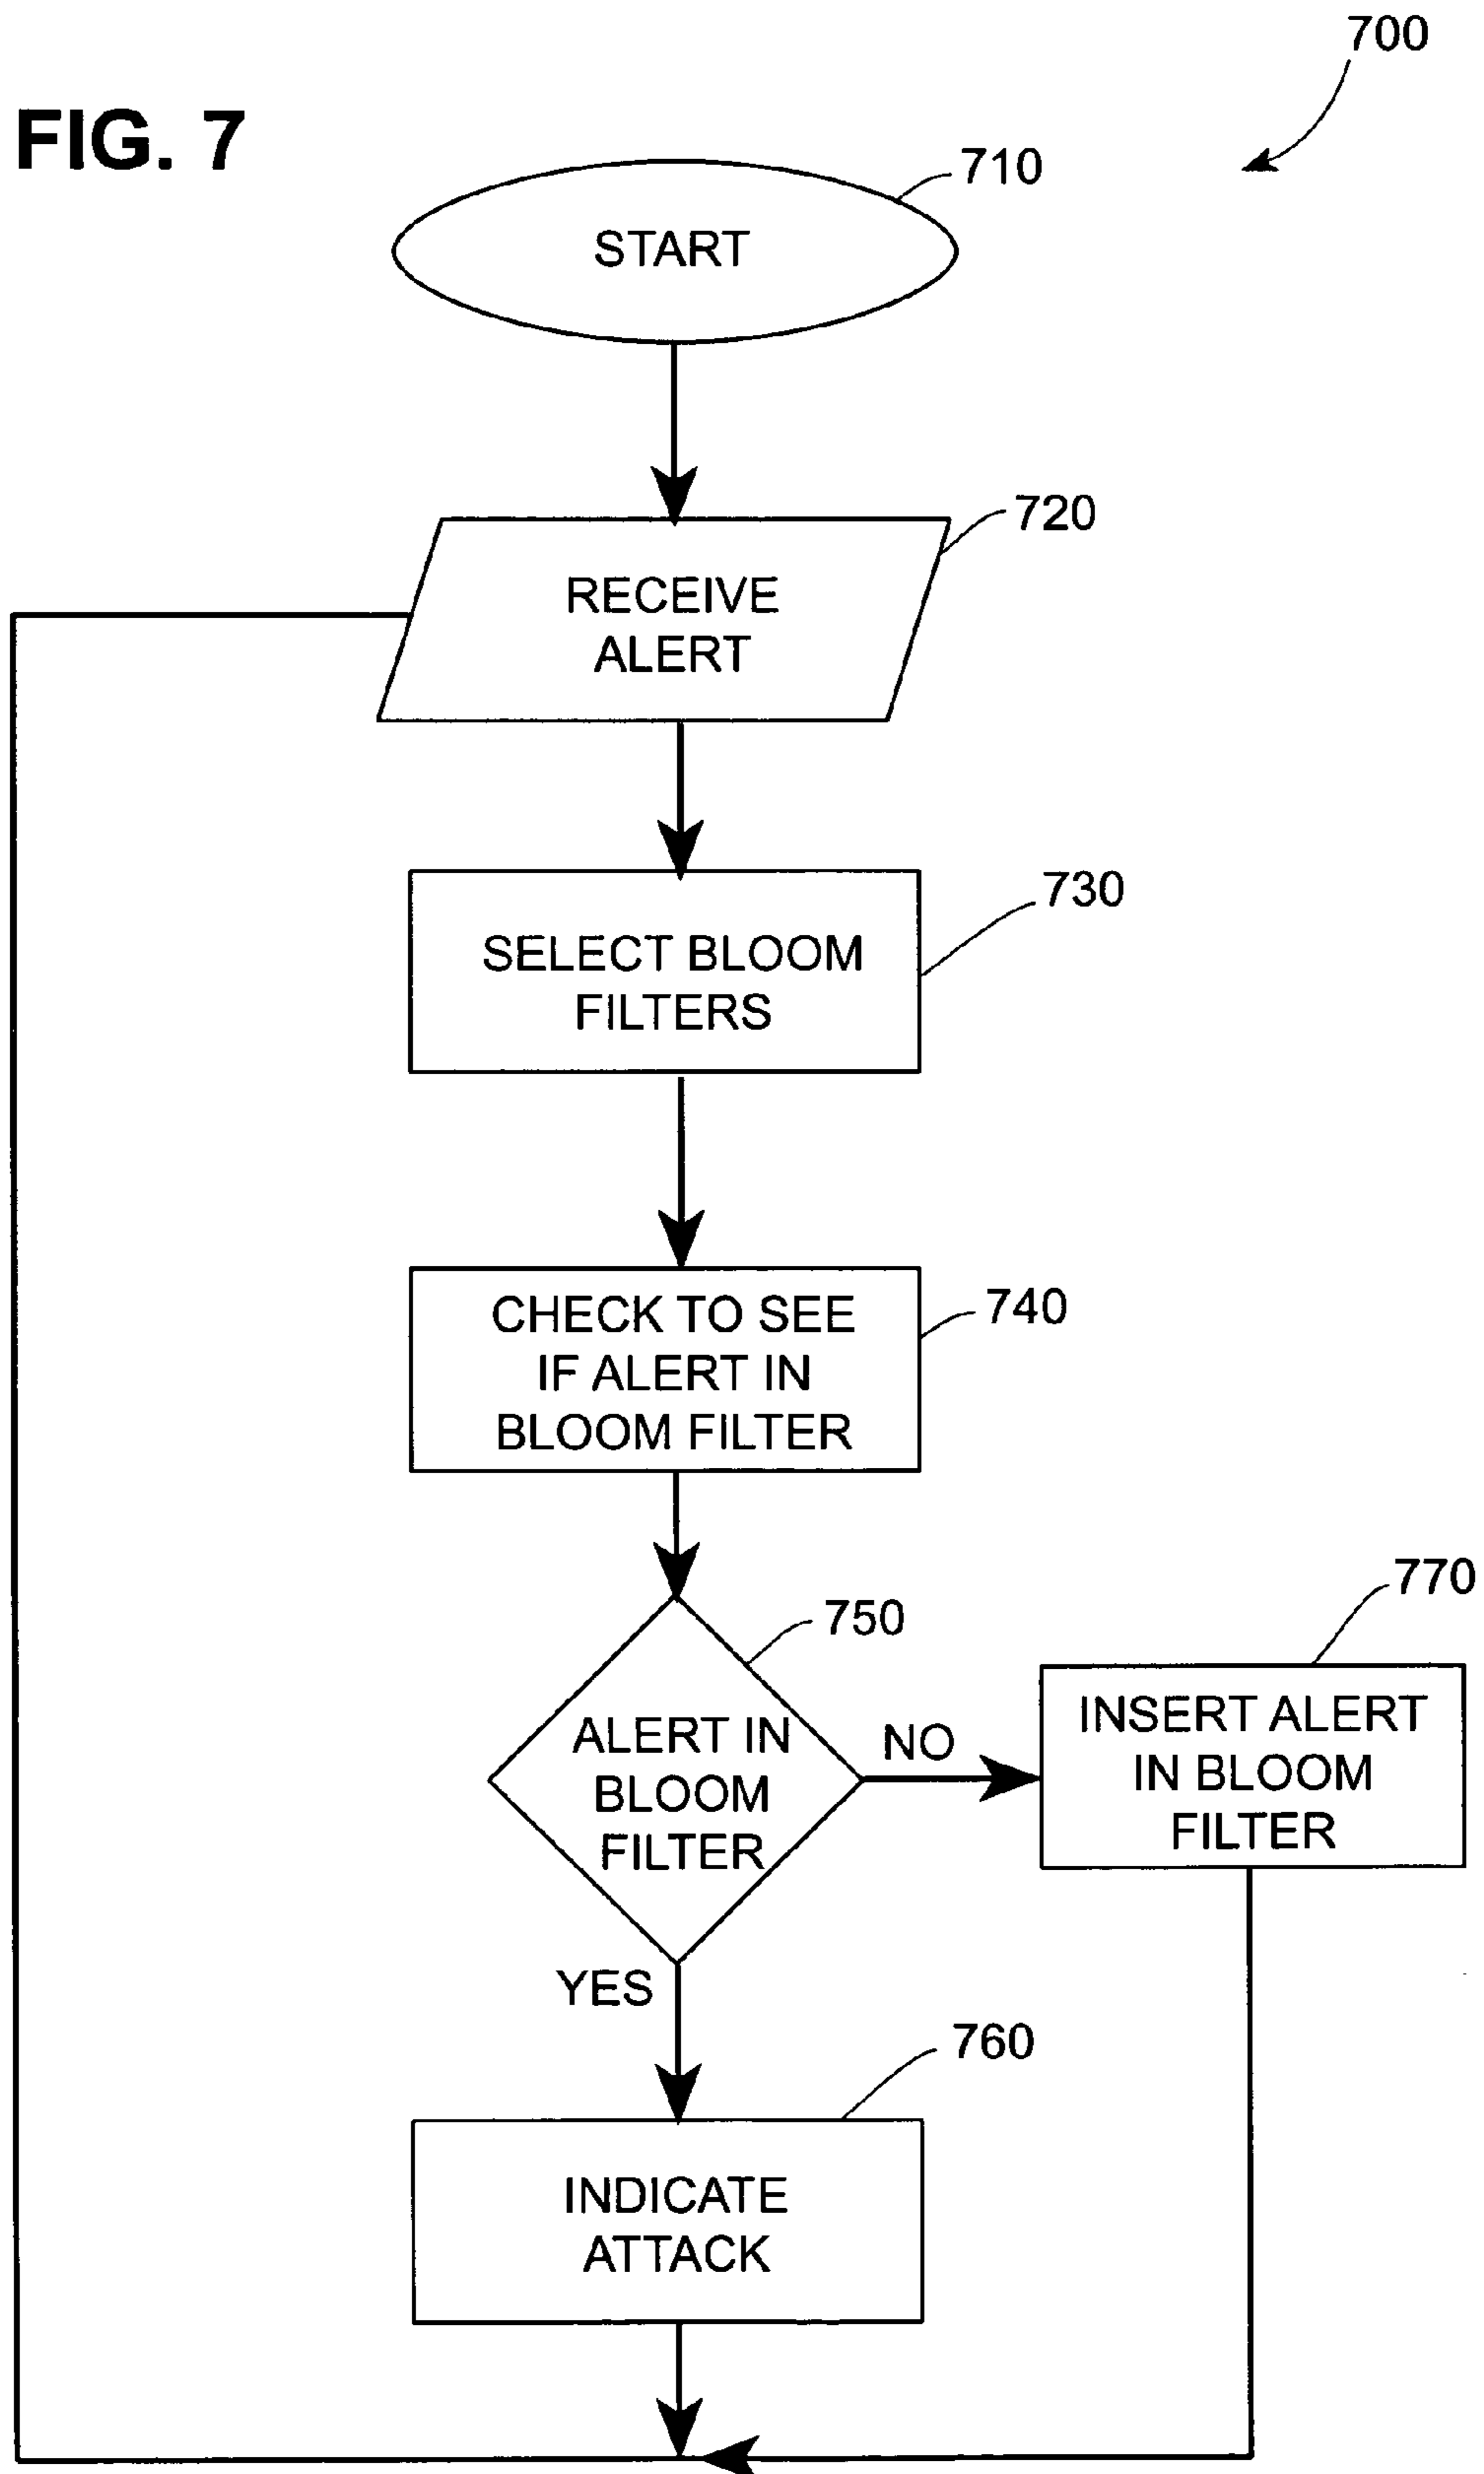 700
FIG. 7
710
START
720
RECEIVE
ALERT
730
SELECT BLOOM
FILTERS
740
CHECK TO SEE
IF ALERT IN
BLOOM FILTER
750
770
ALERT IN
BLOOM
FILTER
NO
INSERT ALERT
IN BLOOM
FILTER
YES
760
INDICATE
ATTACK